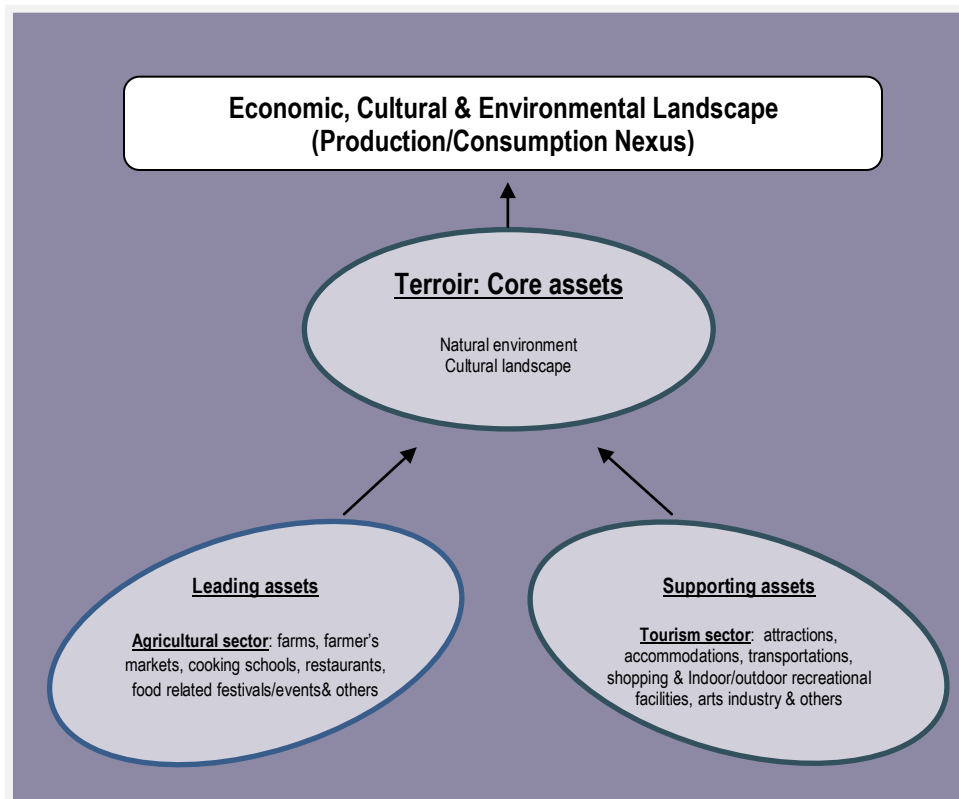 Economic, Cultural & Environmental Landscape
(Production/Consumption Nexus)
Terroir: Core assets
Natural environment
Cultural landscape
Leading assets
Agricultural sector: farms, farmer's
markets, cooking schools, restaurants,
food related festivals/events& others
Supporting assets
Tourism sector: attractions,
accommodations, transportations,
shopping & Indoor/outdoor recreational
facilities, arts industry & others